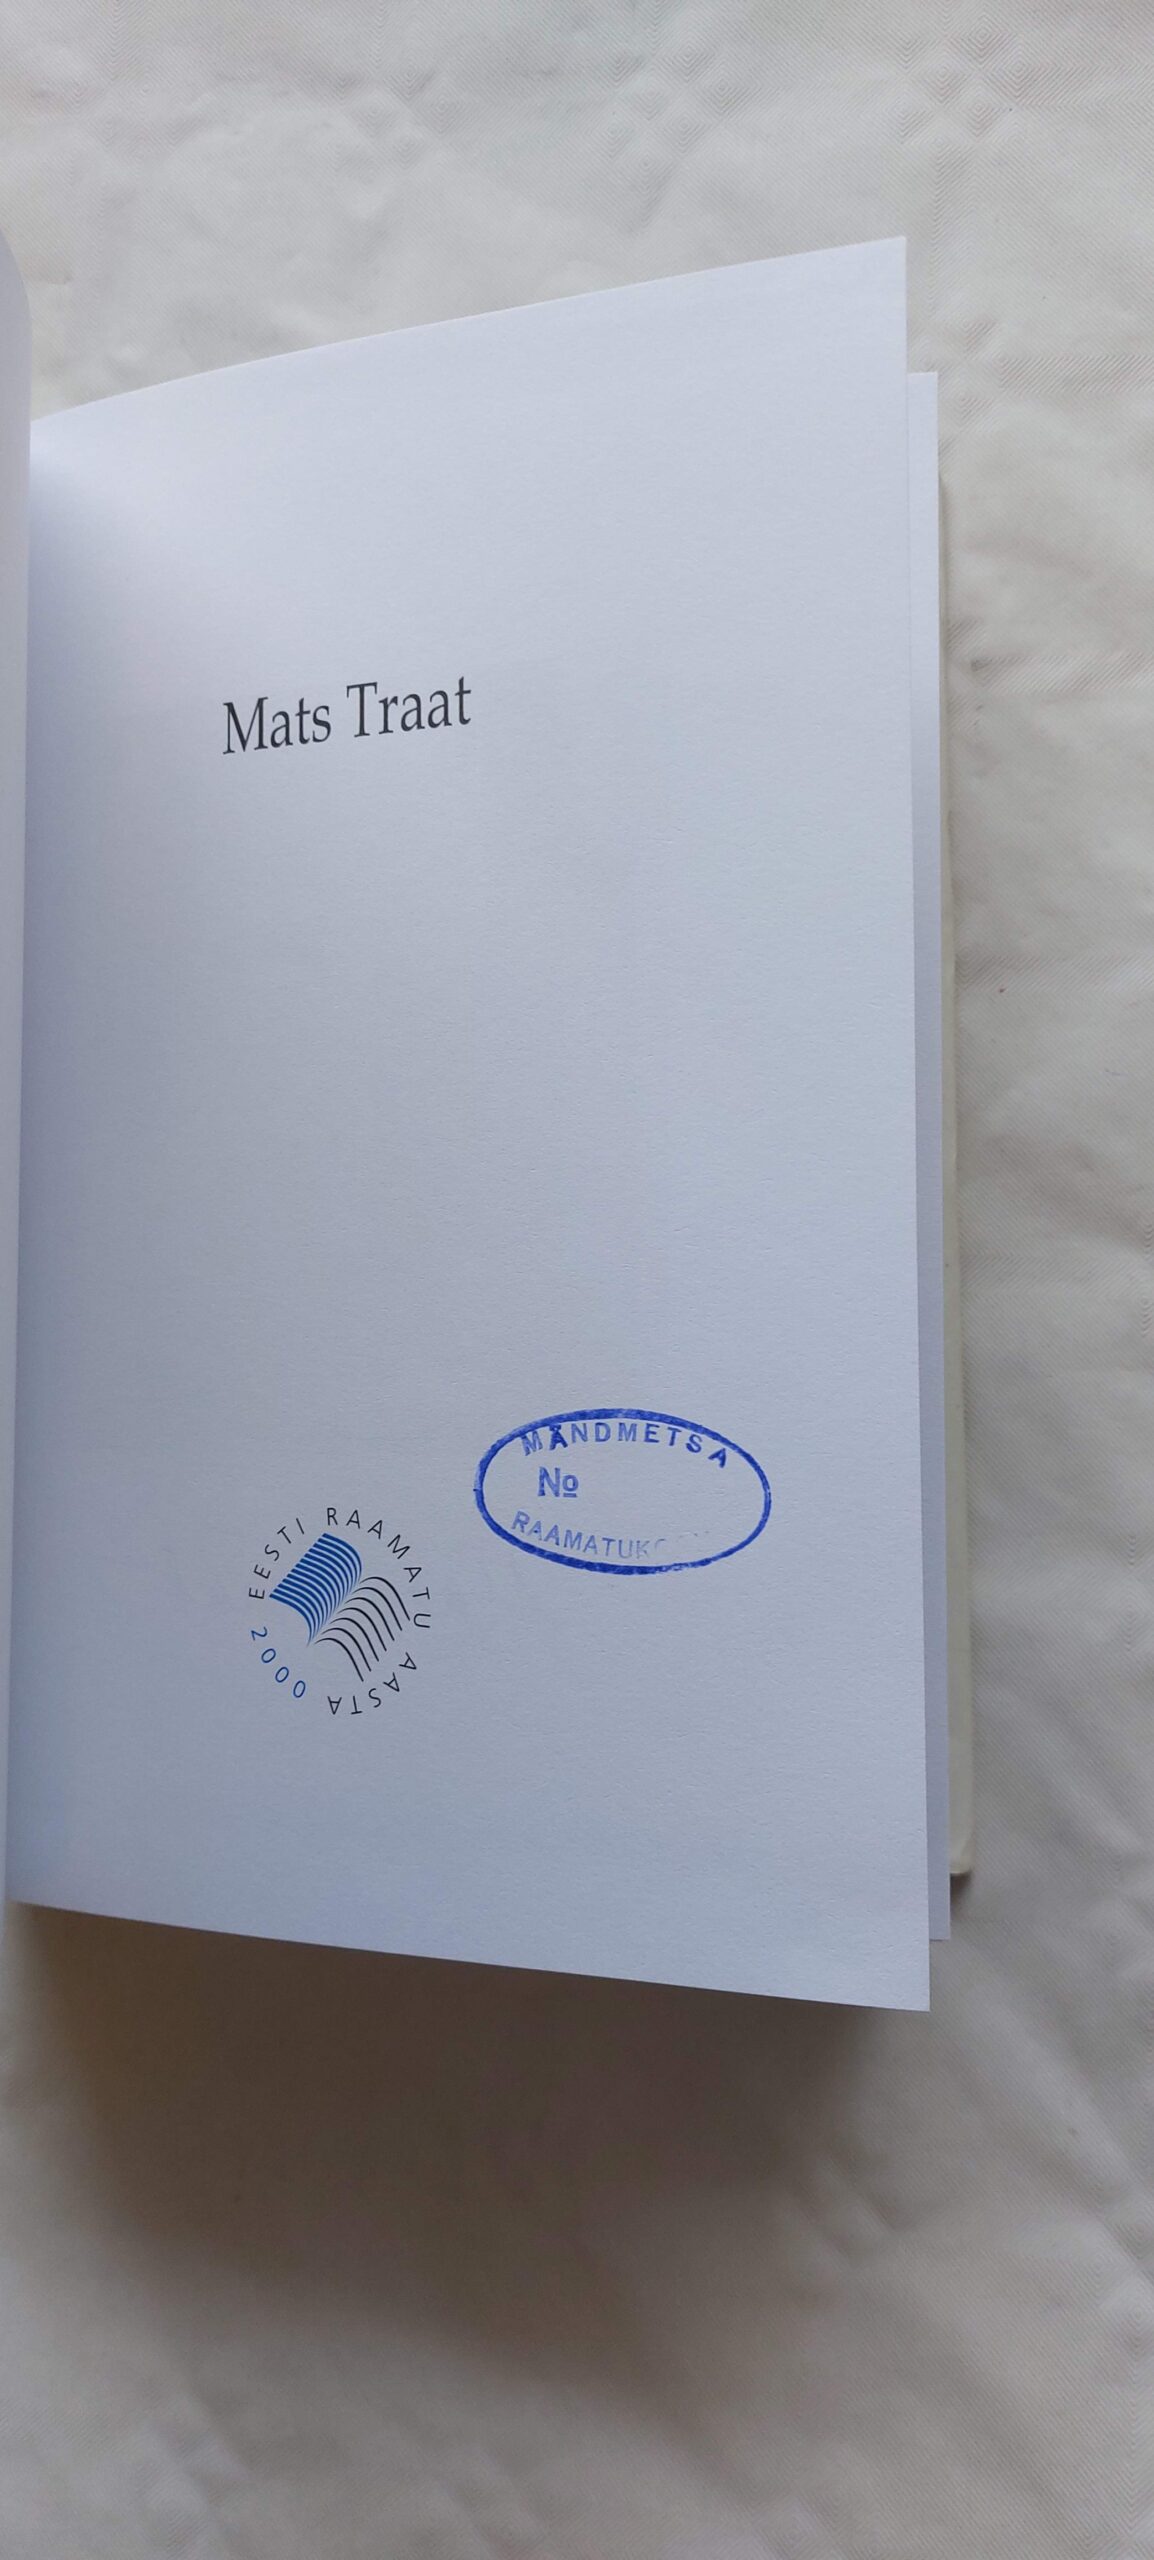 Mats Traat
MÄNDMETSA
№
EESTI RAAMATU AASTA 2000